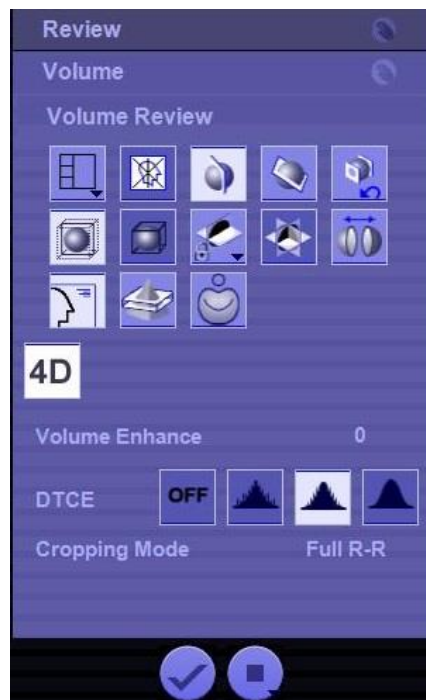 Review
Volume
Volume Review
4D
Volume Enhance 0
DTCE OFF
Cropping Mode Full R-R